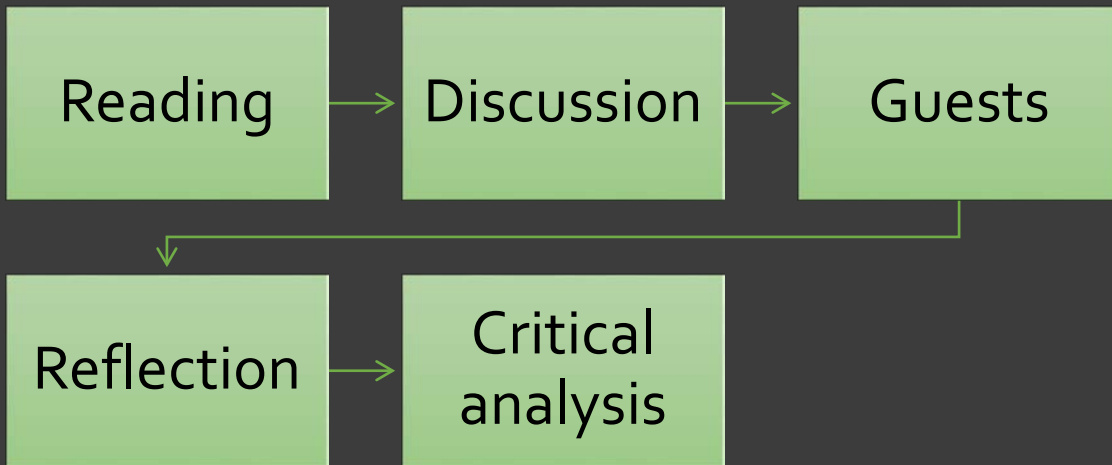 Reading
Discussion
Guests
Reflection
Critical
analysis